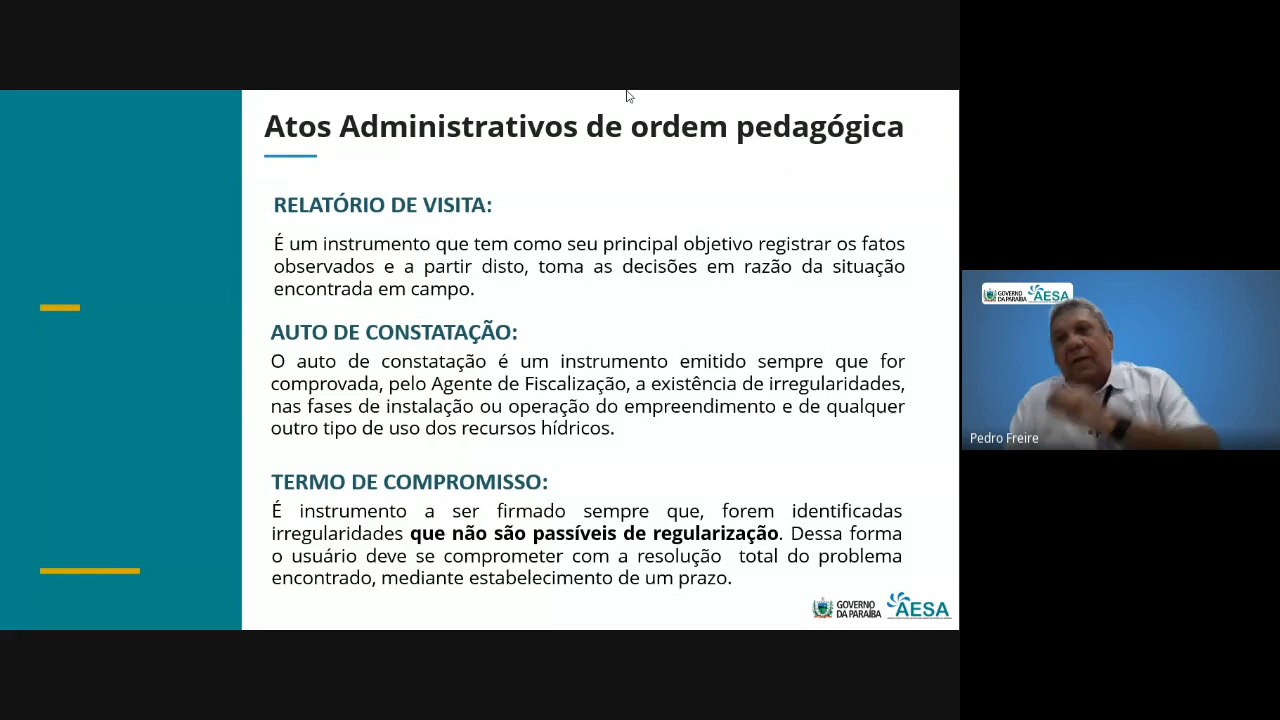 Atos Administrativos de ordem pedagógica
RELATÓRIO DE VISITA:
É um instrumento que tem como seu principal objetivo registrar os fatos
observados e a partir disto, toma as decisões em razão da situação
encontrada em campo.
AUTO DE CONSTATAÇÃO:
O auto de constatação é um instrumento emitido sempre que for
comprovada, pelo Agente de Fiscalização, a existência de irregularidades,
nas fases de instalação ou operação do empreendimento e de qualquer
outro tipo de uso dos recursos hídricos.
TERMO DE COMPROMISSO:
É instrumento a ser firmado sempre que, forem identificadas
irregularidades que não são passíveis de regularização. Dessa forma
o usuário deve se comprometer com a resolução total do problema
encontrado, mediante estabelecimento de um prazo.
GOVERNO
DA PARAÍBA
AESA
GOVERNO
DA PARAÍBA
AESA
Pedro Freire